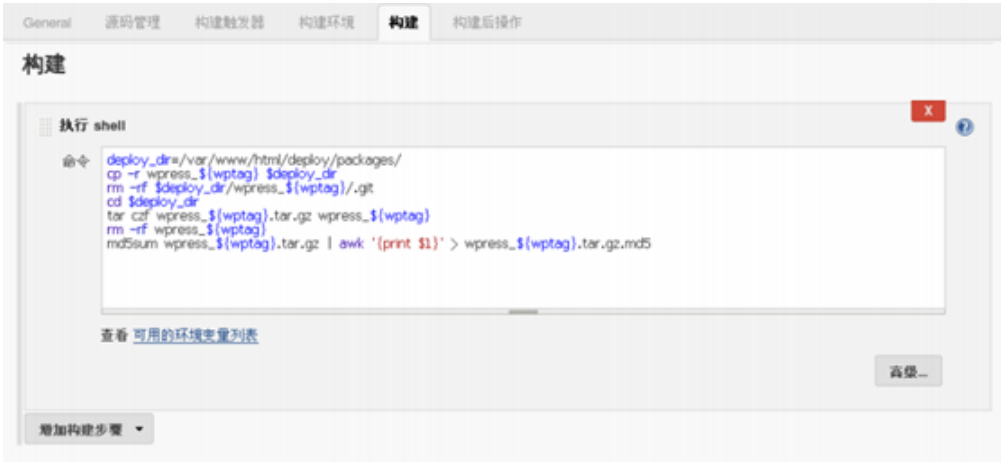 General 源码管理 构建触发器 构建环境 构建 构建后操作
构建
X
执行 shell
命令
deploy_dir=/var/www/html/deploy/packages/
cp -r wpress_${wptag} $deploy_dir
rm -rf $deploy_dir/wpress_${wptag}/.git
cd $deploy_dir
tar czf wpress_${wptag}.tar.gz wpress_${wptag}
rm -rf wpress_${wptag}
md5sum wpress_${wptag}.tar.gz | awk '{print $1}' > wpress_${wptag}.tar.gz.md5
查看 可用的环境变量列表
高级...
增加构建步骤